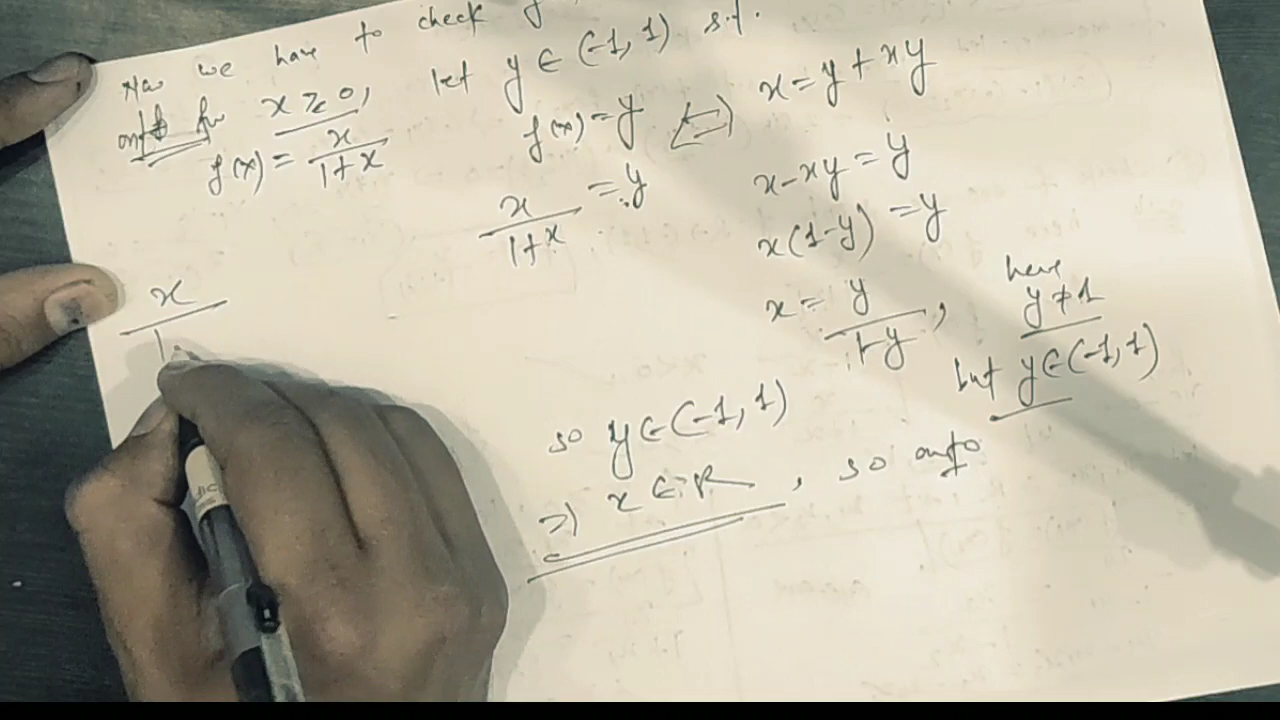 Now we have to check f
onto for x ≥ 0,
f(x) = x/(1+x)
let y ∈ (-1, 1) s.t.
f(x) = y ⟺ x = y + xy
x/(1+x) = y
x - xy = y
x(1-y) = y
x = y/(1-y), here y ≠ 1
but y ∈ (-1, 1)
so y ∈ (-1, 1)
⇒ x ∈ R, so onto
x
1